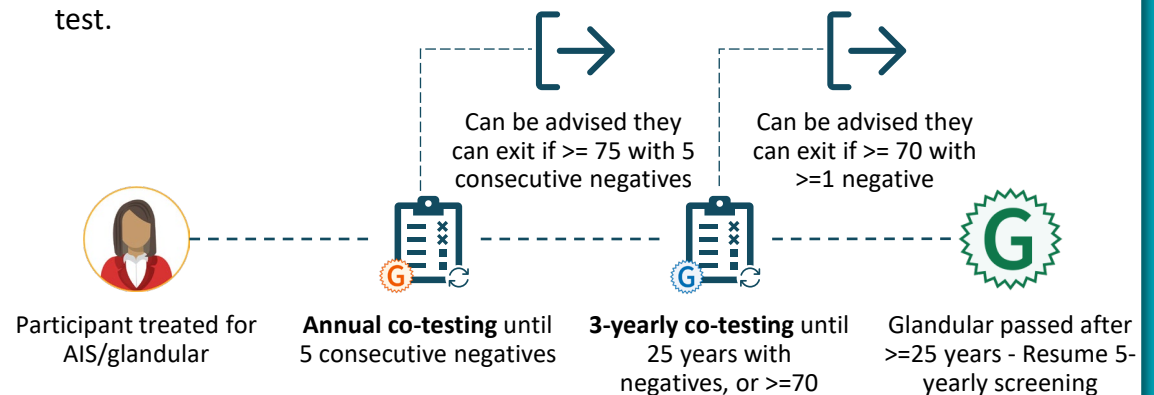 test.
Can be advised they
can exit if >= 75 with 5
consecutive negatives
Can be advised they
can exit if >= 70 with
>=1 negative
G
G
G
Participant treated for
AIS/glandular
Annual co-testing until
5 consecutive negatives
3-yearly co-testing until
25 years with
negatives, or >=70
Glandular passed after
>=25 years - Resume 5-
yearly screening